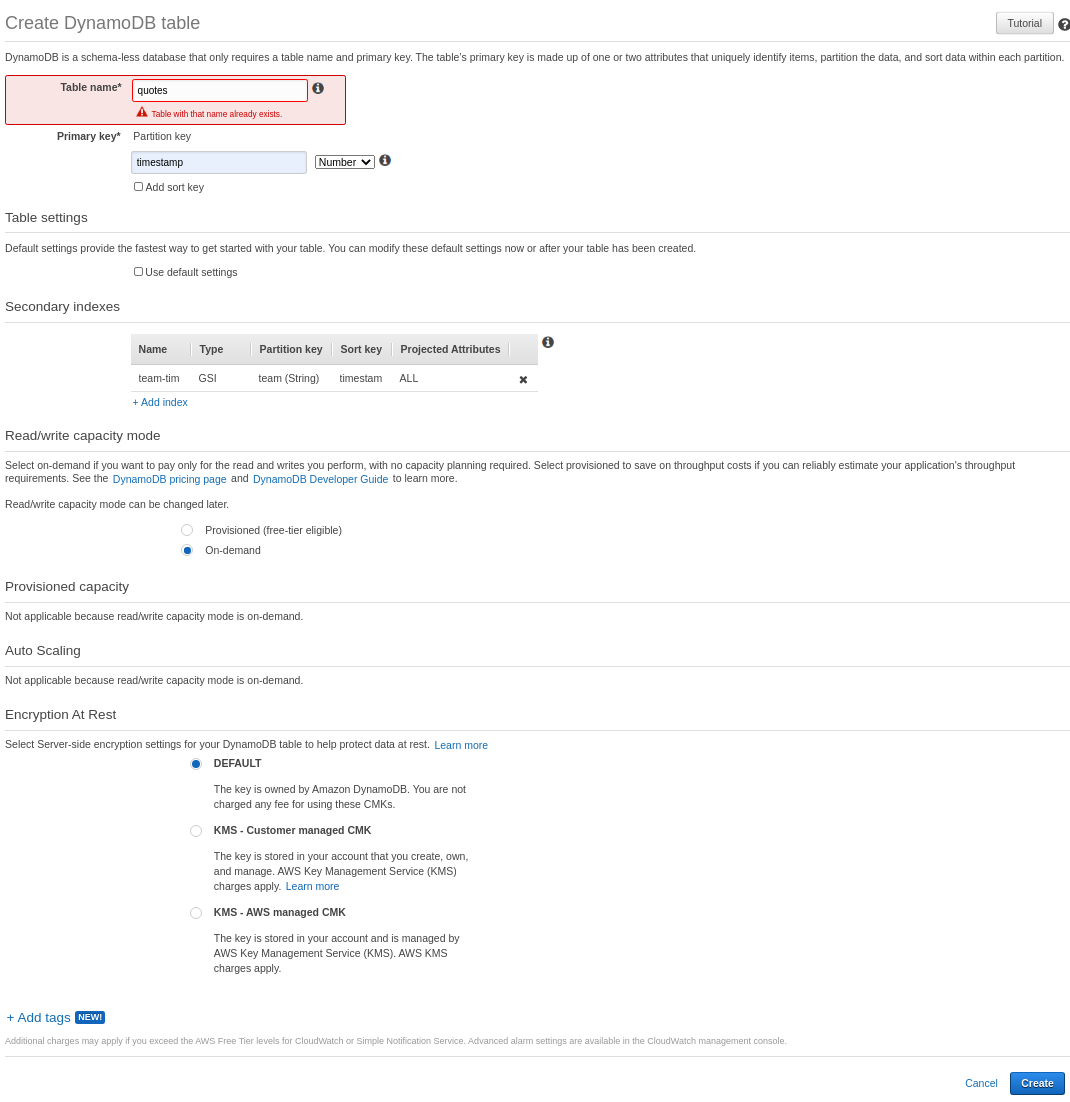 Create DynamoDB table
Tutorial
DynamoDB is a schema-less database that only requires a table name and primary key. The table's primary key is made up of one or two attributes that uniquely identify items, partition the data, and sort data within each partition.
Table name* quotes
Table with that name already exists.
Primary key* Partition key
timestamp Number
Add sort key
Table settings
Default settings provide the fastest way to get started with your table. You can modify these default settings now or after your table has been created.
Use default settings
Secondary indexes
Name Type Partition key Sort key Projected Attributes
team-tim GSI team (String) timestam ALL
+ Add index
Read/write capacity mode
Select on-demand if you want to pay only for the read and writes you perform, with no capacity planning required. Select provisioned to save on throughput costs if you can reliably estimate your application's throughput
requirements. See the DynamoDB pricing page and DynamoDB Developer Guide to learn more.
Read/write capacity mode can be changed later.
Provisioned (free-tier eligible)
On-demand
Provisioned capacity
Not applicable because read/write capacity mode is on-demand.
Auto Scaling
Not applicable because read/write capacity mode is on-demand.
Encryption At Rest
Select Server-side encryption settings for your DynamoDB table to help protect data at rest. Learn more
DEFAULT
The key is owned by Amazon DynamoDB. You are not
charged any fee for using these CMKs.
KMS - Customer managed CMK
The key is stored in your account that you create, own,
and manage. AWS Key Management Service (KMS)
charges apply. Learn more
KMS - AWS managed CMK
The key is stored in your account and is managed by
AWS Key Management Service (KMS). AWS KMS
charges apply.
+ Add tags NEW!
Additional charges may apply if you exceed the AWS Free Tier levels for CloudWatch or Simple Notification Service. Advanced alarm settings are available in the CloudWatch management console.
Cancel Create